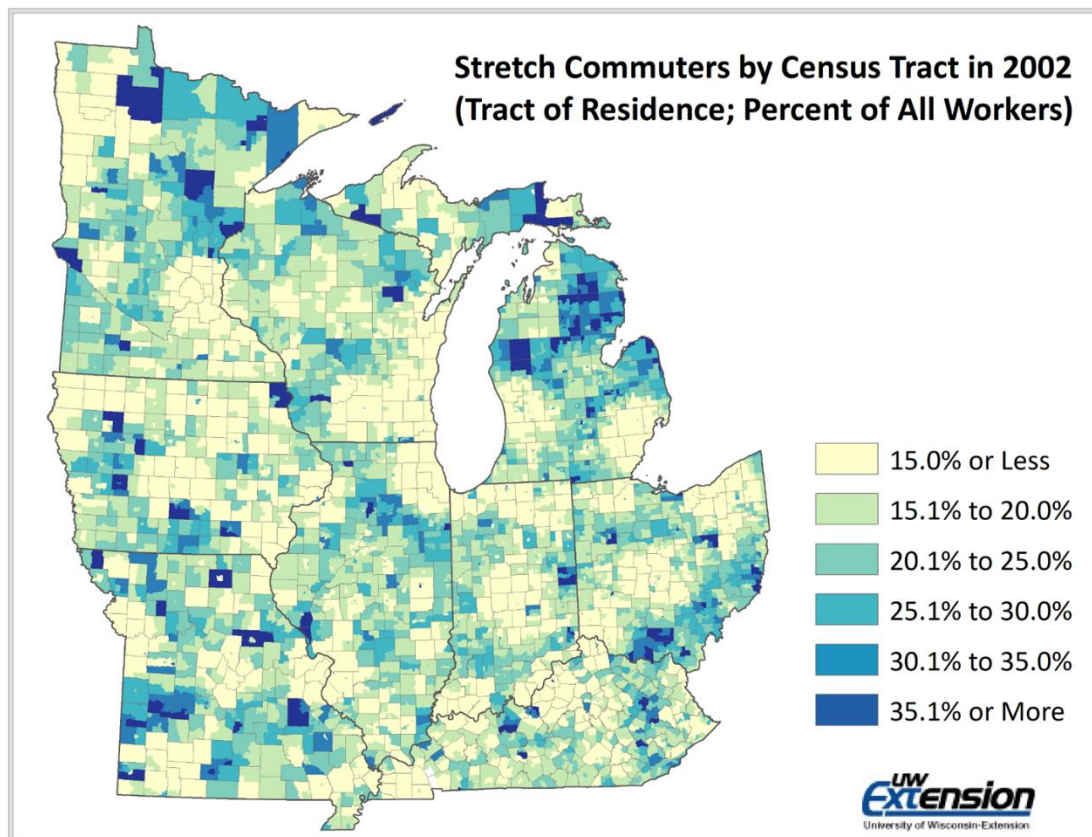 Stretch Commuters by Census Tract in 2002
(Tract of Residence; Percent of All Workers)
15.0% or Less
15.1% to 20.0%
20.1% to 25.0%
25.1% to 30.0%
30.1% to 35.0%
35.1% or More
UW
Extension
University of Wisconsin-Extension